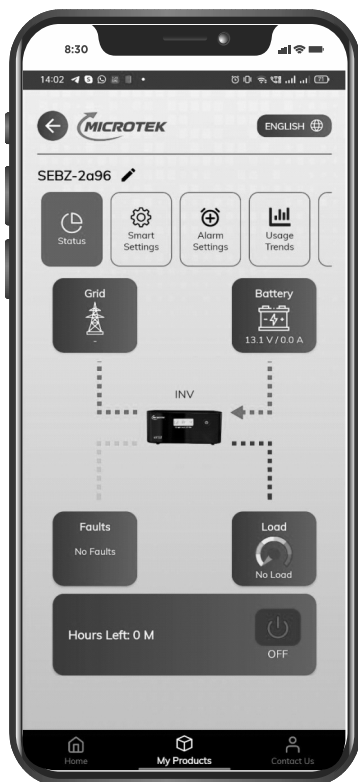 8:30
14:02
MICROTEK
ENGLISH
SEBZ-2a96
Status
Smart
Settings
Alarm
Settings
Usage
Trends
Grid
-
Battery
13.1 V / 0.0 A
INV
Faults
No Faults
Load
No Load
Hours Left: 0 M
OFF
Home
My Products
Contact Us